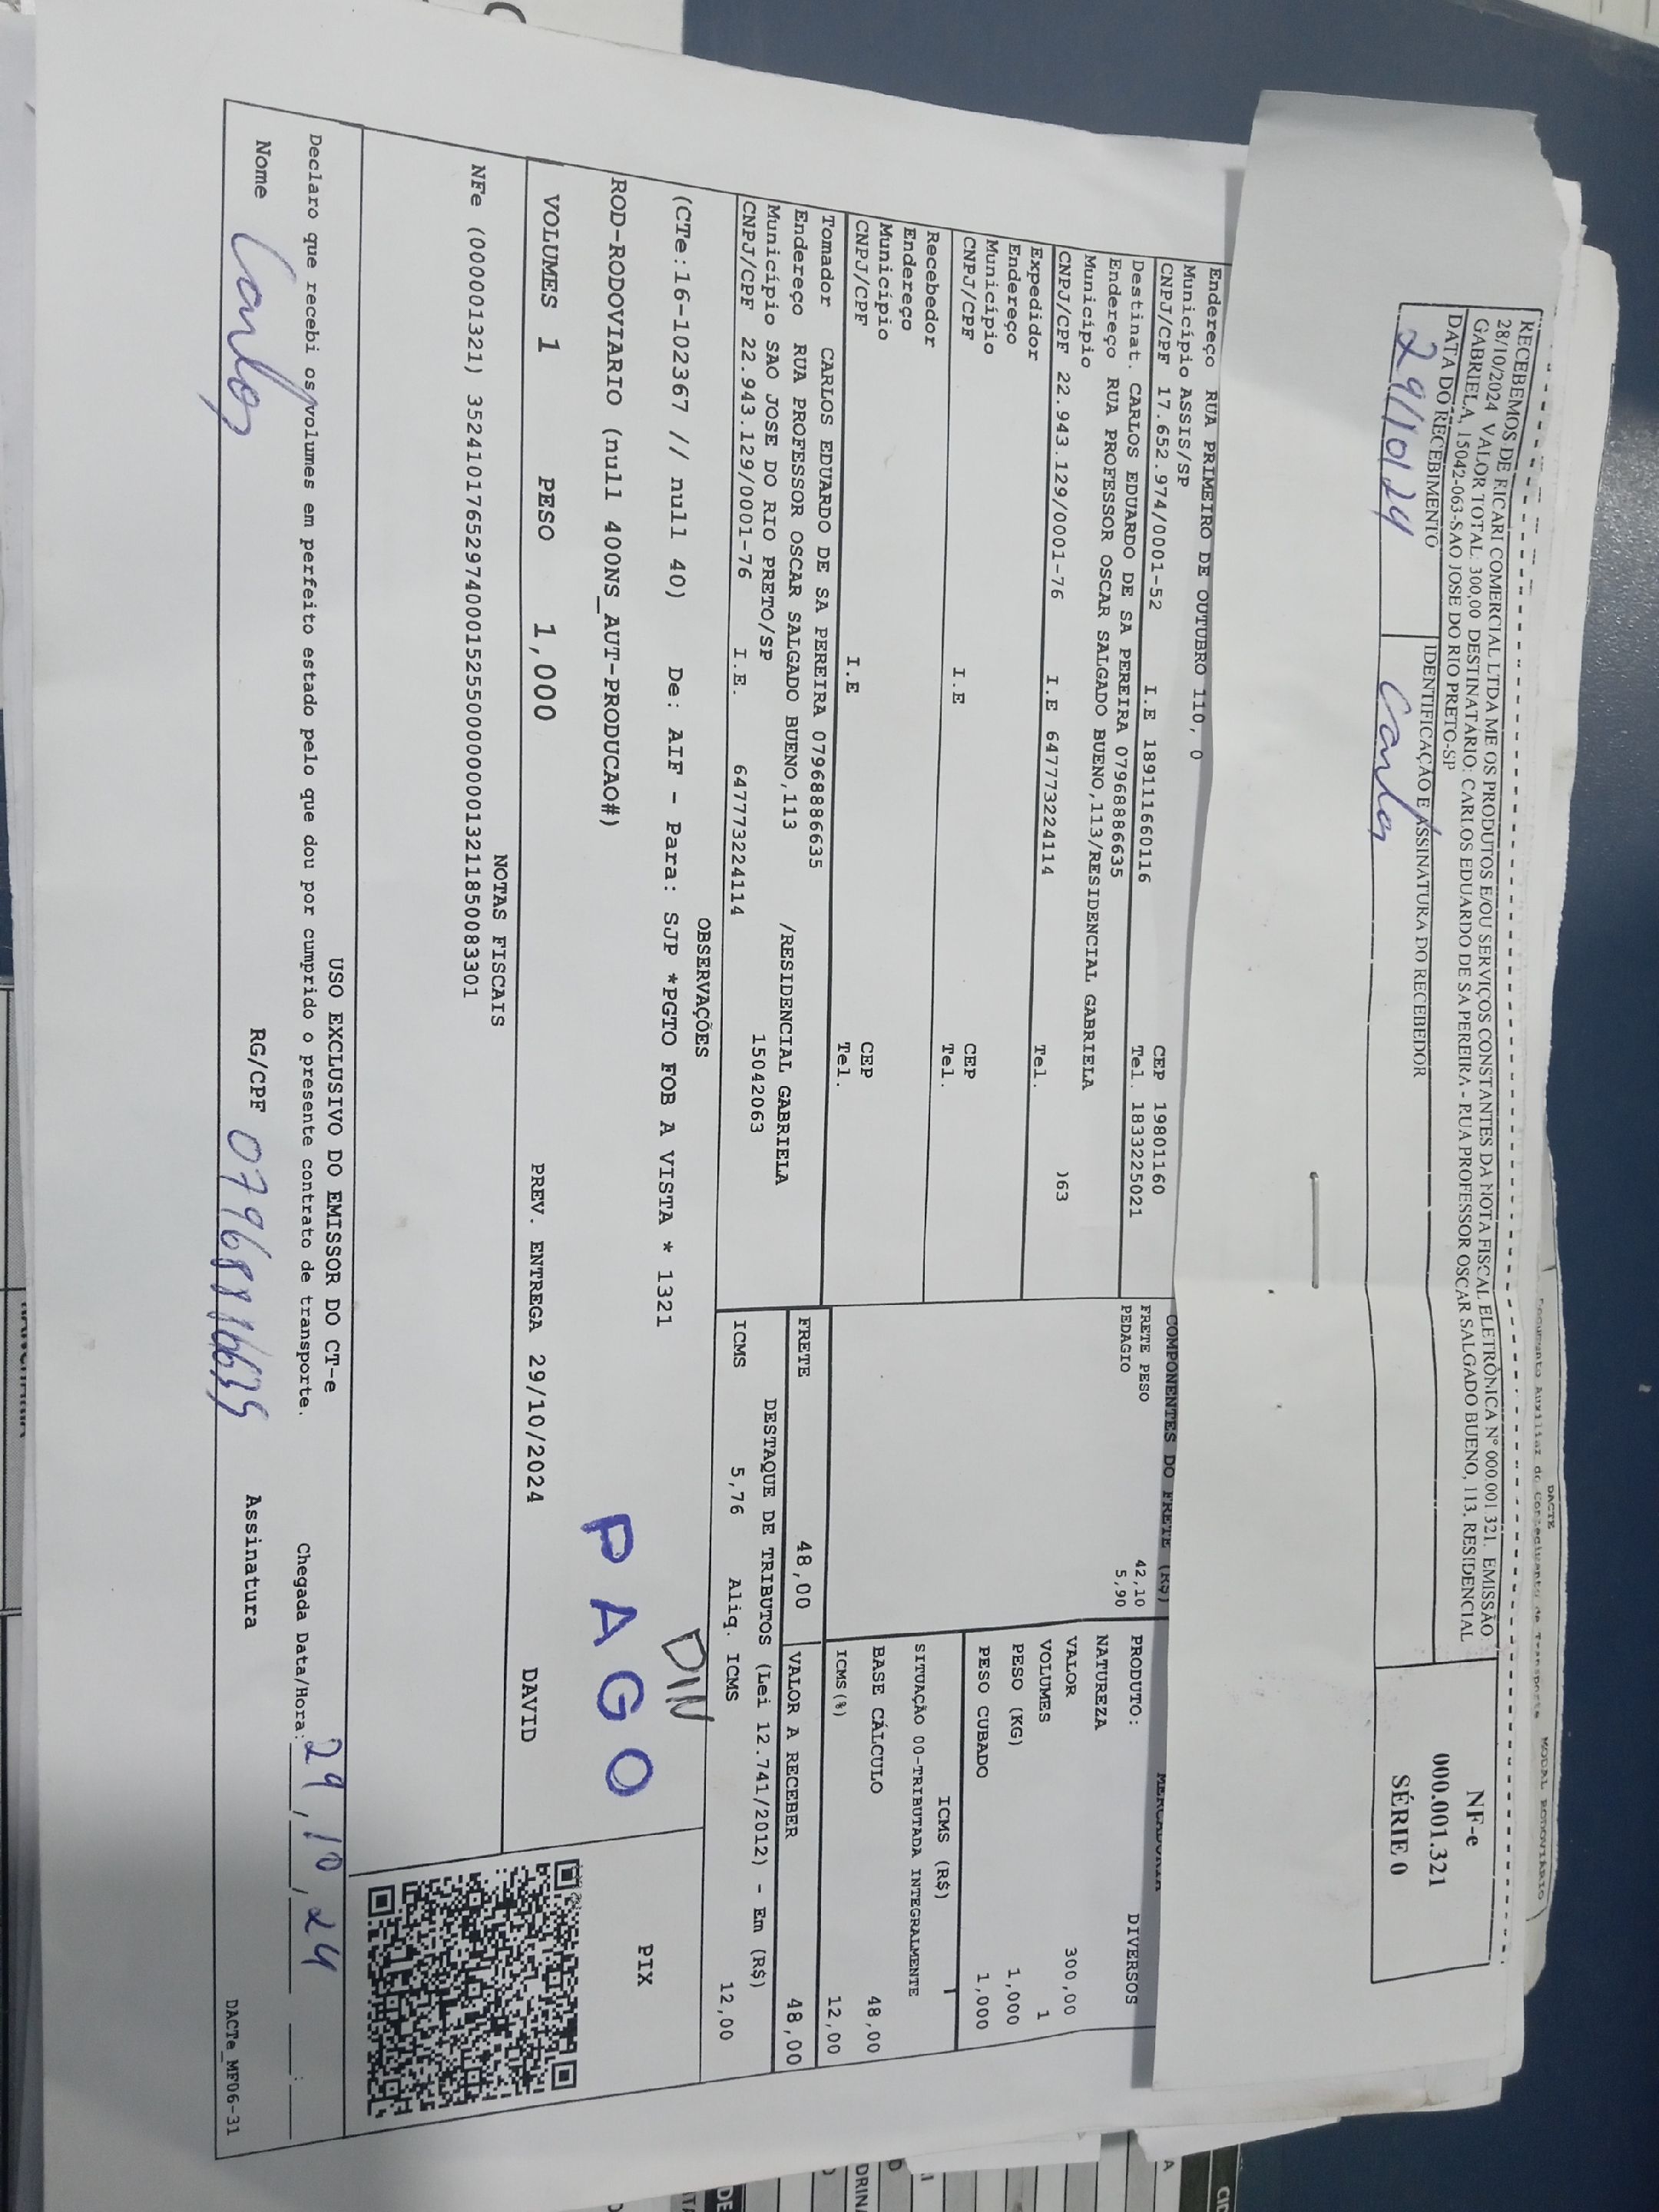 DACTE
MODAL RODOVIÁRIO
Documento Auxiliar do Conhecimento de Transporte
RECEBEMOS DE RICARI COMERCIAL LTDA ME OS PRODUTOS E/OU SERVIÇOS CONSTANTES DA NOTA FISCAL ELETRÔNICA Nº 000.001.321. EMISSÃO
28/10/2024 VALOR TOTAL: 300,00 DESTINATÁRIO: CARLOS EDUARDO DE SA PEREIRA - RUA PROFESSOR OSCAR SALGADO BUENO, 113, RESIDENCIAL
GABRIELA, 15042-063-SAO JOSE DO RIO PRETO-SP
DATA DO RECEBIMENTO
IDENTIFICAÇÃO E ASSINATURA DO RECEBEDOR
29/10/24
Carlos
NF-e
000.001.321
SÉRIE 0
Endereço RUA PRIMEIRO DE OUTUBRO 110, 0
Município ASSIS/SP CEP 19801160
CNPJ/CPF 17.652.974/0001-52 I.E 189111660116 Tel. 1833225021
Destinat. CARLOS EDUARDO DE SA PEREIRA 07968886635
Endereço RUA PROFESSOR OSCAR SALGADO BUENO,113/RESIDENCIAL GABRIELA
Município )63
CNPJ/CPF 22.943.129/0001-76 I.E 647773224114 Tel.
Expedidor
Endereço
Município CEP
CNPJ/CPF I.E Tel.
Recebedor
Endereço
Município CEP
CNPJ/CPF I.E Tel.
Tomador CARLOS EDUARDO DE SA PEREIRA 07968886635
Endereço RUA PROFESSOR OSCAR SALGADO BUENO,113 /RESIDENCIAL GABRIELA
Município SAO JOSE DO RIO PRETO/SP 15042063
CNPJ/CPF 22.943.129/0001-76 I.E. 647773224114
COMPONENTES DO FRETE (R$)
FRETE PESO 42,10
PEDAGIO 5,90
MERCADORIA
PRODUTO: DIVERSOS
NATUREZA
VALOR 300,00
VOLUMES 1
PESO (KG) 1,000
PESO CUBADO 1,000
ICMS (R$)
SITUAÇÃO 00-TRIBUTADA INTEGRALMENTE
BASE CÁLCULO 48,00
ICMS(%) 12,00
FRETE 48,00 VALOR A RECEBER 48,00
DESTAQUE DE TRIBUTOS (Lei 12.741/2012) - Em (R$)
ICMS 5,76 Aliq. ICMS 12,00
OBSERVAÇÕES
(CTe:16-102367 // null 40) De: AIF - Para: SJP *PGTO FOB A VISTA * 1321
ROD-RODOVIARIO (null 400NS_AUT-PRODUCAO#)
DIN
PAGO
PIX
VOLUMES 1 PESO 1,000 PREV. ENTREGA 29/10/2024 DAVID
NOTAS FISCAIS
NFe (000001321) 35241017652974000152550000000013211850083301
USO EXCLUSIVO DO EMISSOR DO CT-e
Declaro que recebi os volumes em perfeito estado pelo que dou por cumprido o presente contrato de transporte.
Chegada Data/Hora: 29/10/24 __:__
Nome Carlos RG/CPF 07968886635 Assinatura
DACTe_MF06-31